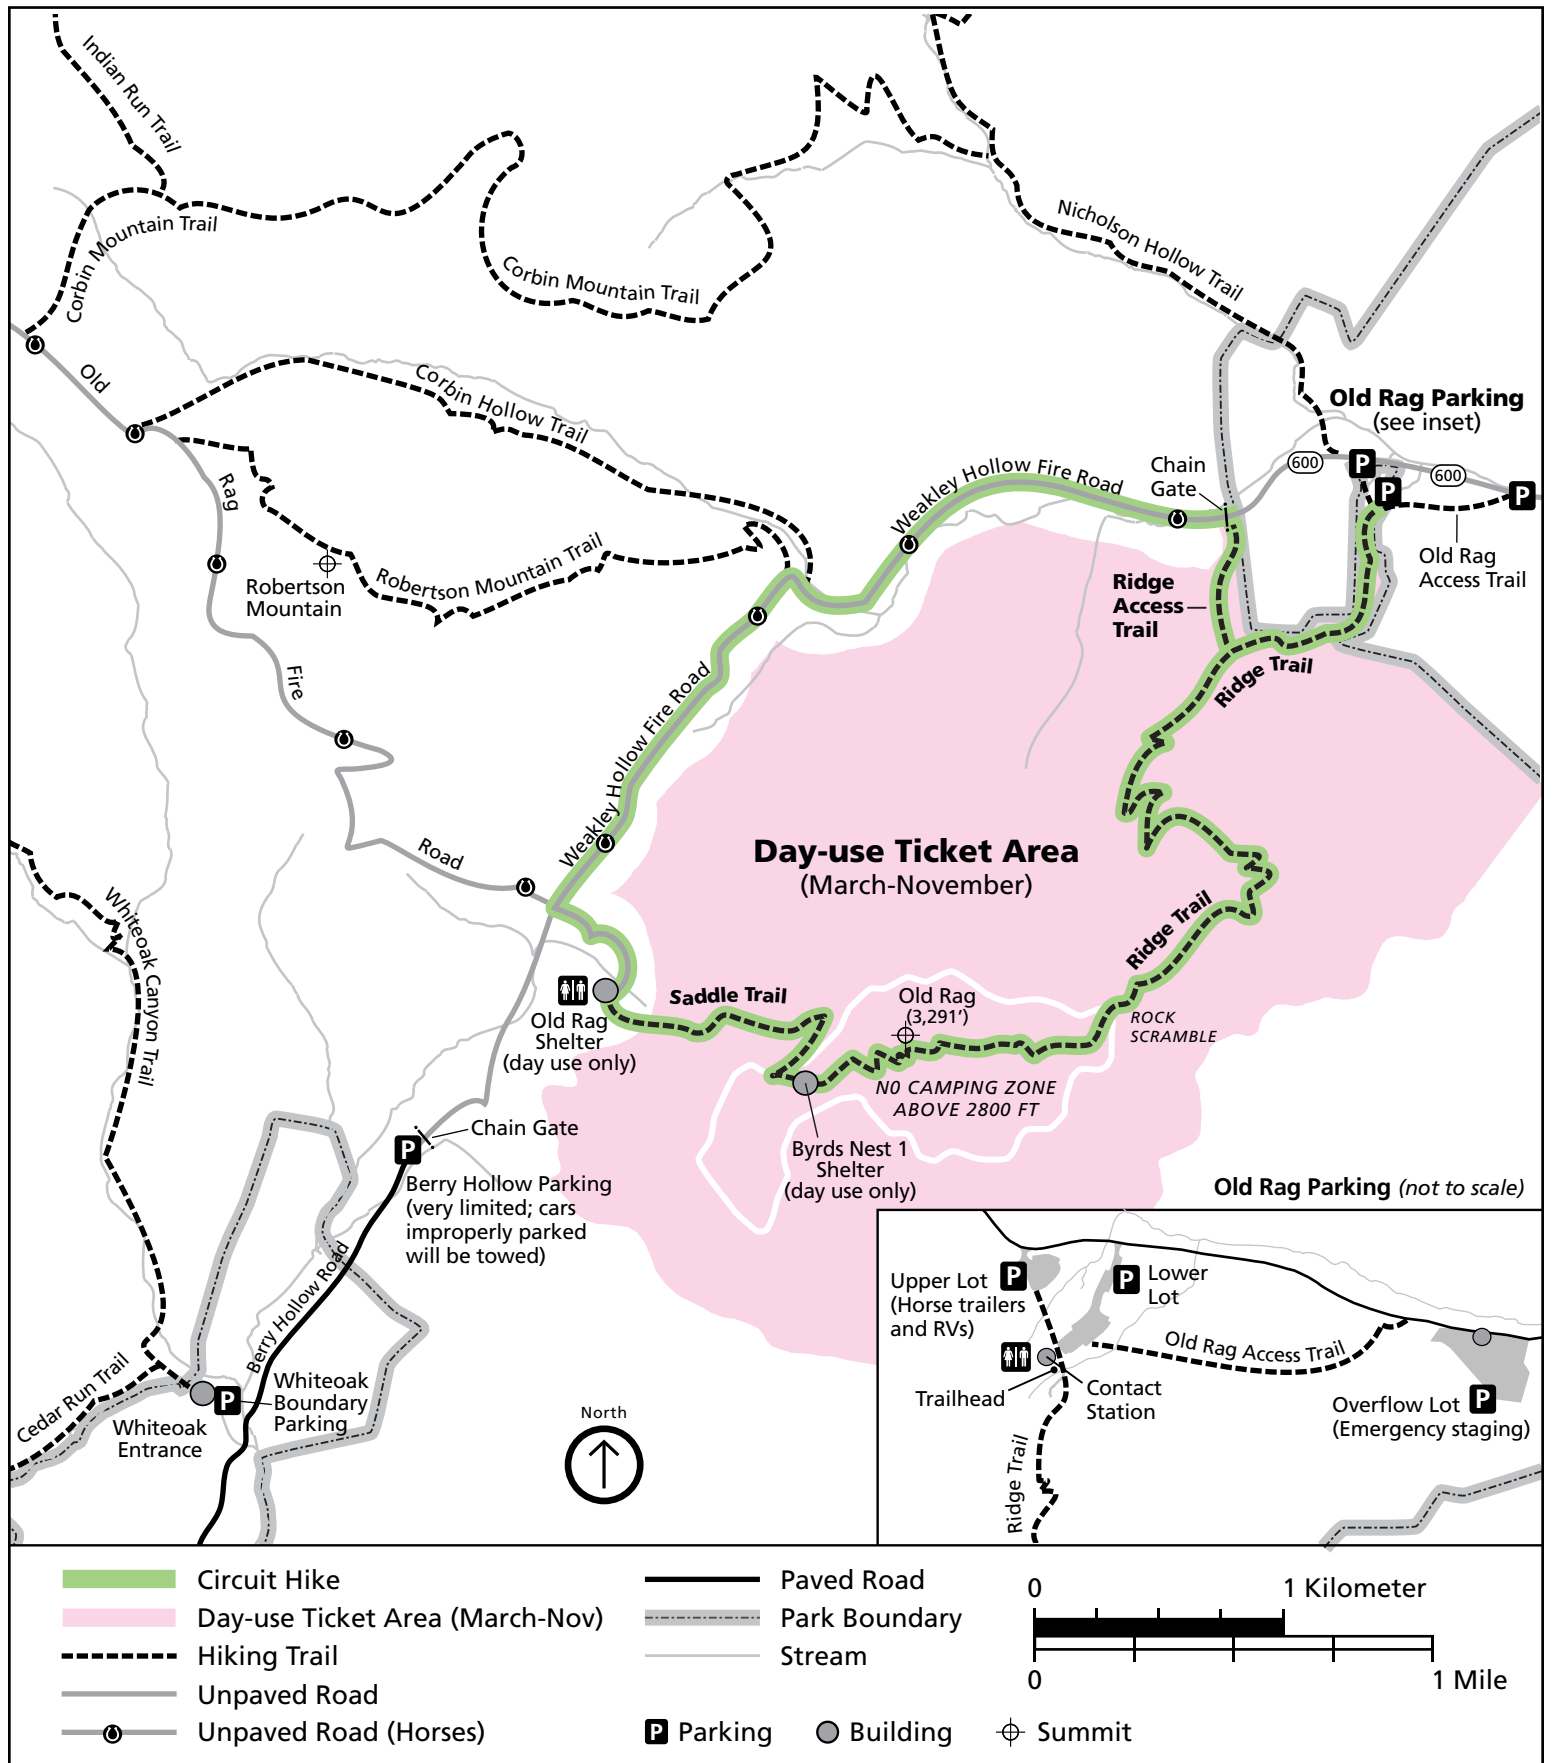 Indian Run Trail
Corbin Mountain Trail
Corbin Mountain Trail
Nicholson Hollow Trail
Old
Rag
Fire
Road
Corbin Hollow Trail
Robertson Mountain Trail
Robertson
Mountain
Weakley Hollow Fire Road
Weakley Hollow Fire Road
Chain
Gate
600
600
Old Rag Parking
(see inset)
P
P
P
Old Rag
Access Trail
Ridge
Access
Trail
Ridge Trail
Day-use Ticket Area
(March-November)
Ridge Trail
Whiteoak Canyon Trail
Saddle Trail
Old Rag
(3,291')
ROCK
SCRAMBLE
Old Rag
Shelter
(day use only)
N0 CAMPING ZONE
ABOVE 2800 FT
Byrds Nest 1
Shelter
(day use only)
Chain Gate
P
Berry Hollow Parking
(very limited; cars
improperly parked
will be towed)
Berry Hollow Road
Cedar Run Trail
Whiteoak
Entrance
P
Whiteoak
Boundary
Parking
North
Old Rag Parking (not to scale)
Upper Lot
(Horse trailers
and RVs)
P
P
Lower
Lot
Old Rag Access Trail
Trailhead
Contact
Station
Ridge Trail
Overflow Lot
(Emergency staging)
P
Circuit Hike
Day-use Ticket Area (March-Nov)
Hiking Trail
Unpaved Road
Unpaved Road (Horses)
Paved Road
Park Boundary
Stream
P Parking
Building
Summit
0 1 Kilometer
0 1 Mile